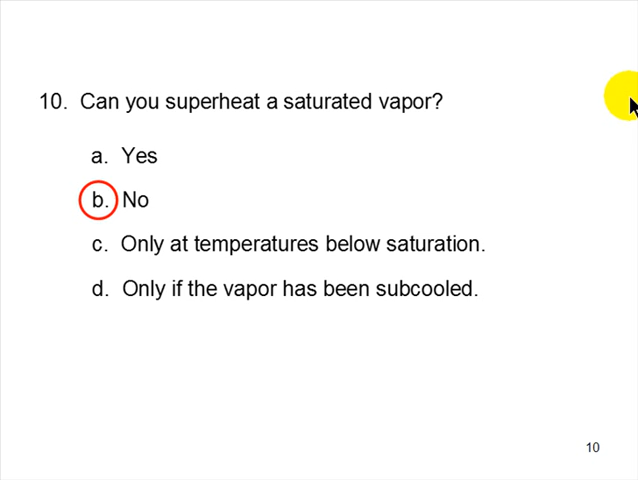 10. Can you superheat a saturated vapor?
a. Yes
b. No
c. Only at temperatures below saturation.
d. Only if the vapor has been subcooled.
10